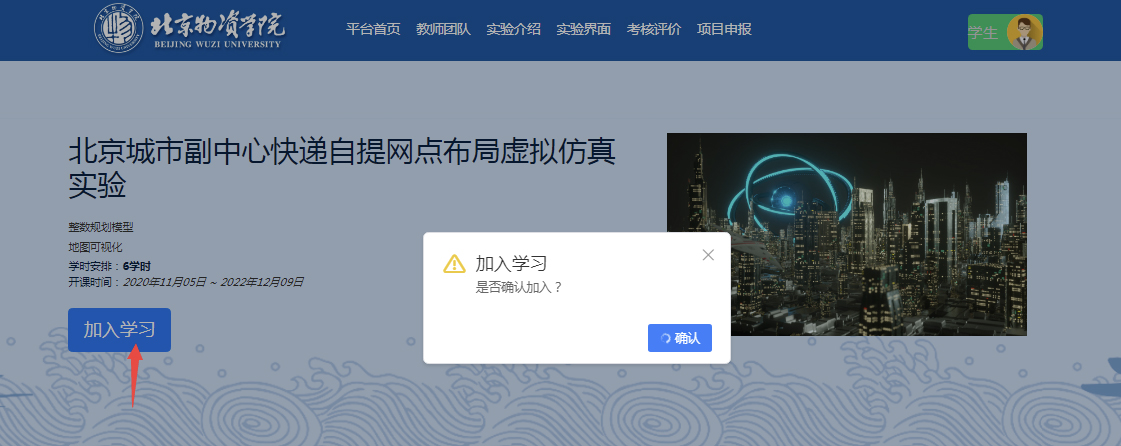 北京物资学院
BEIJING WUZI UNIVERSITY
平台首页 教师团队 实验介绍 实验界面 考核评价 项目申报
学生
北京城市副中心快递自提网点布局虚拟仿真
实验
整数规划模型
地图可视化
学时安排：6学时
开课时间：2020年11月05日 ~ 2022年12月09日
加入学习
加入学习
是否确认加入？
确认